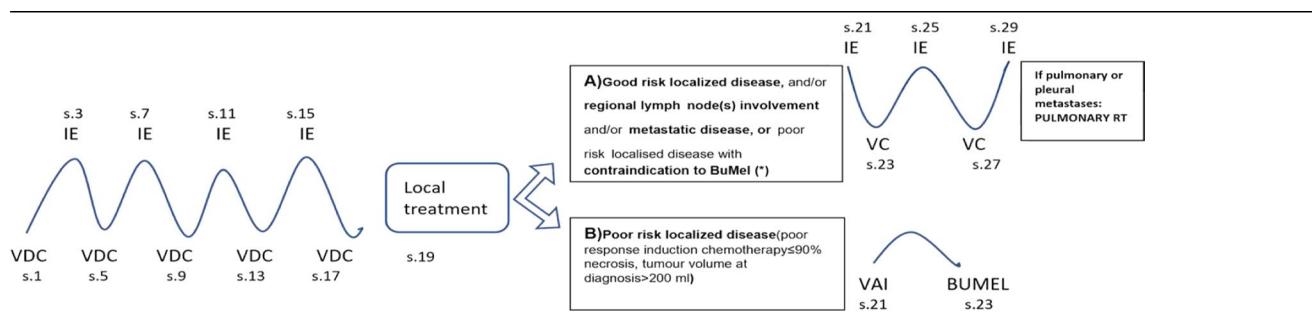 s.3 s.7 s.11 s.15
IE IE IE IE
VDC VDC VDC VDC VDC
s.1 s.5 s.9 s.13 s.17
Local
treatment
s.19
A)Good risk localized disease, and/or
regional lymph node(s) involvement
and/or metastatic disease, or poor
risk localised disease with
contraindication to BuMel (*)
s.21 s.25 s.29
IE IE IE
VC VC
s.23 s.27
If pulmonary or
pleural
metastases:
PULMONARY RT
B)Poor risk localized disease(poor
response induction chemotherapy≤90%
necrosis, tumour volume at
diagnosis>200 ml)
VAI BUMEL
s.21 s.23